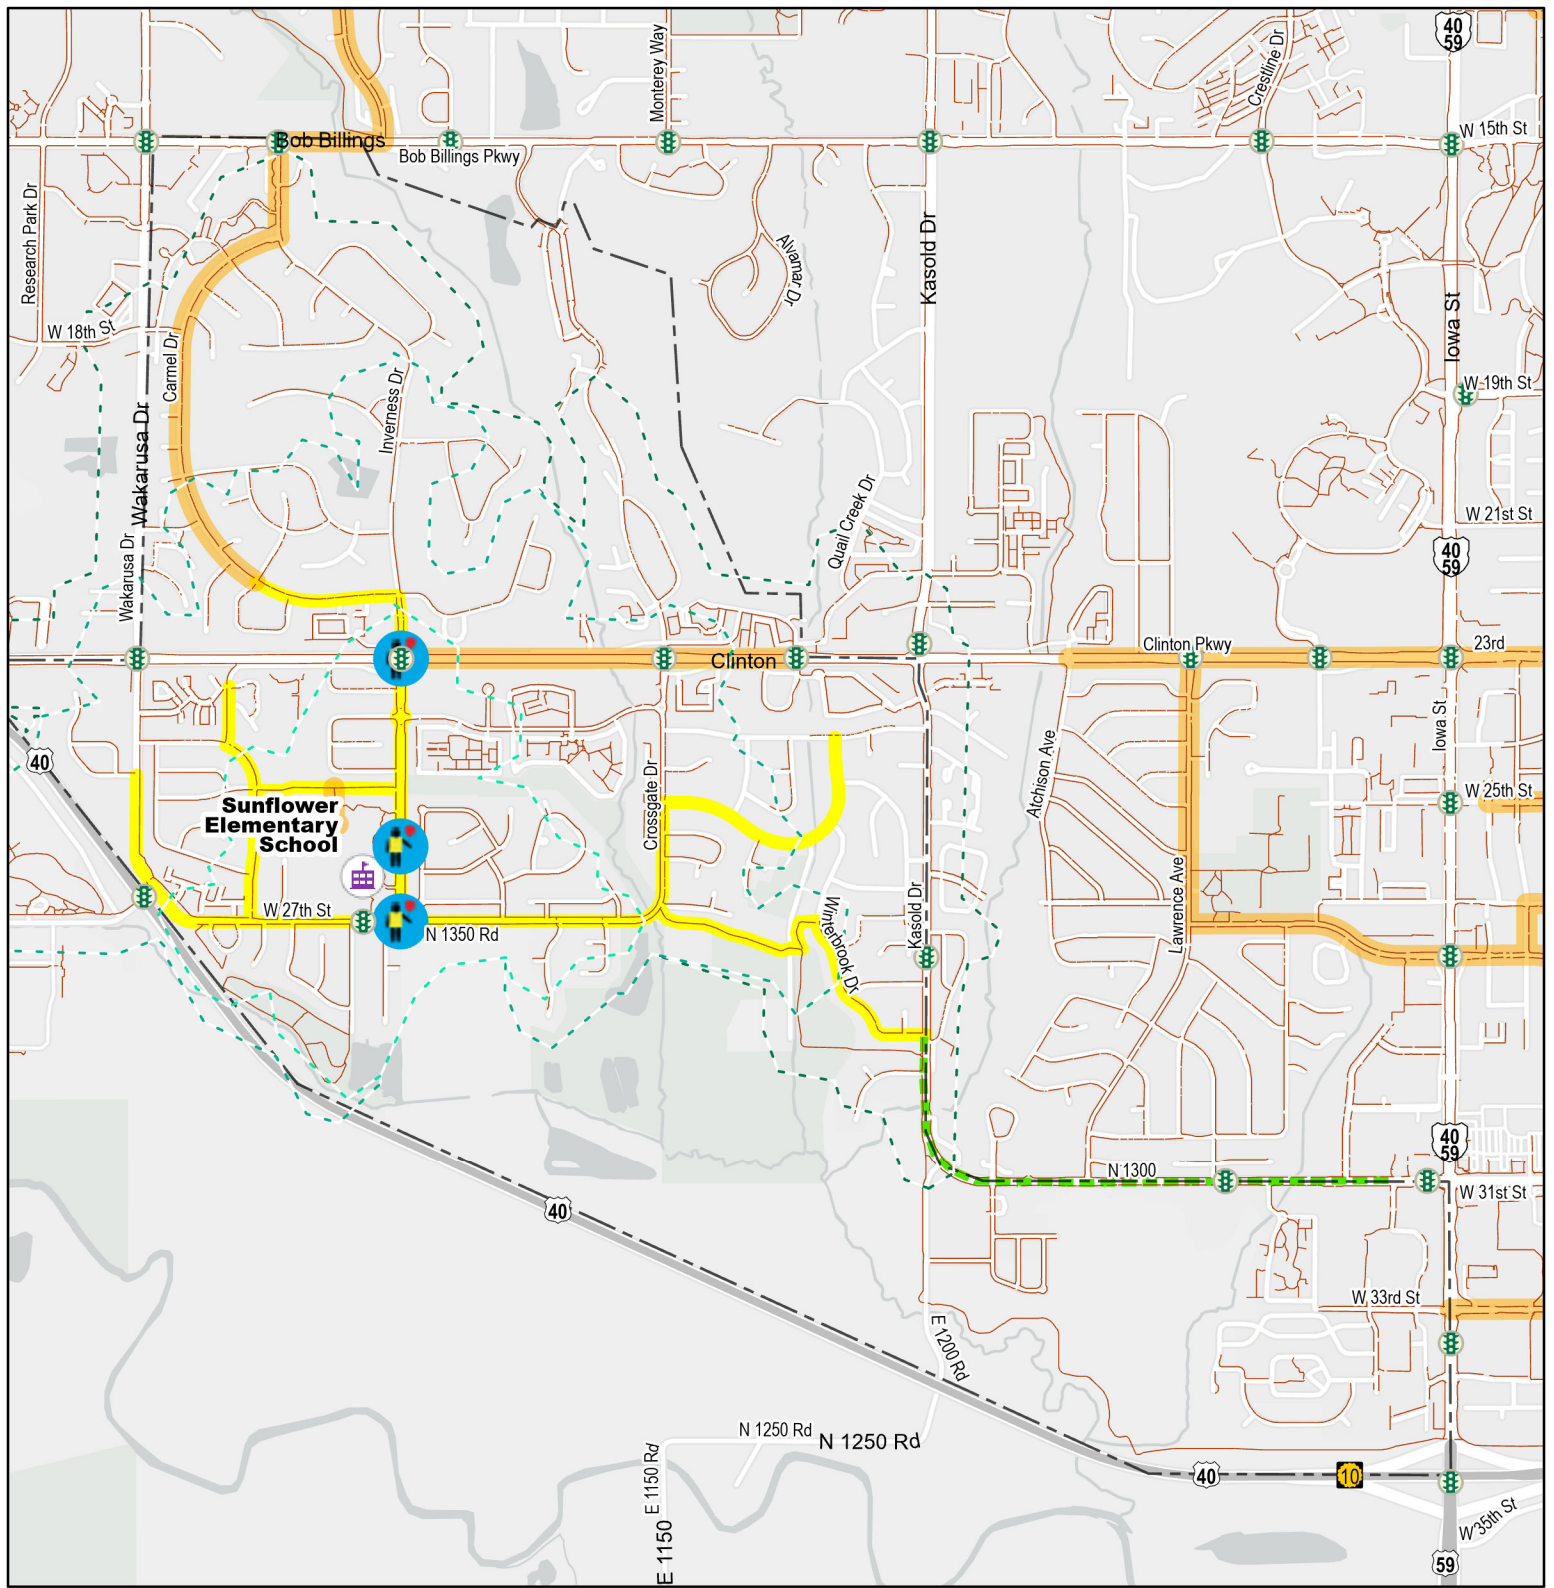 40
59
Monterey Way
Crestline Dr
W 15th St
Bob Billings
Bob Billings Pkwy
Research Park Dr
Kasold Dr
Alvamar Dr
Iowa St
W 18th St
Carmel Dr
Inverness Dr
W 19th St
Wakarusa Dr
Quail Creek Dr
W 21st St
Wakarusa Dr
40
59
Clinton
Clinton Pkwy
23rd
Iowa St
40
Atchison Ave
Crossgate Dr
W 25th St
Sunflower
Elementary
School
Lawrence Ave
Kasold Dr
W 27th St
N 1350 Rd
Winterbrook Dr
40
59
N 1300
W 31st St
40
W 33rd St
E 1200 Rd
N 1250 Rd
N 1250 Rd
E 1150 Rd
E 1150
40
10
W 35th St
59